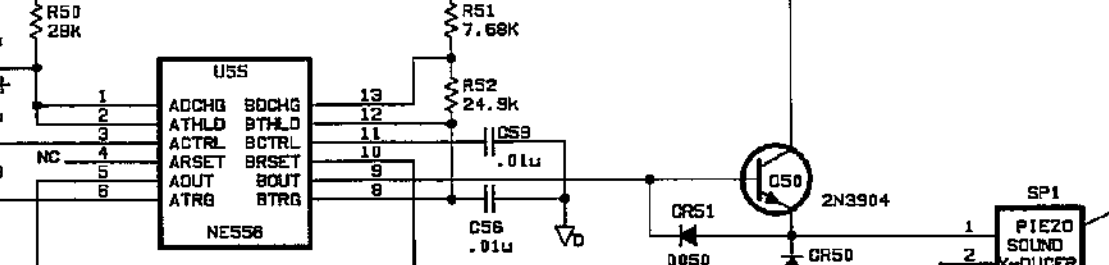 R50
28K
R51
7.68K
U55
R52
24.9k
1
ADCHG
BDCHG
13
2
ATHLD
BTHLD
12
3
ACTRL
BCTRL
11
C59
.01u
NC
4
ARSET
BRSET
10
5
AOUT
BOUT
9
6
ATRG
BTRG
8
NE556
C56
.01u
D
Q50
2N3904
CR51
D050
CR50
SP1
1
PIEZO
SOUND
2
X-DUCER